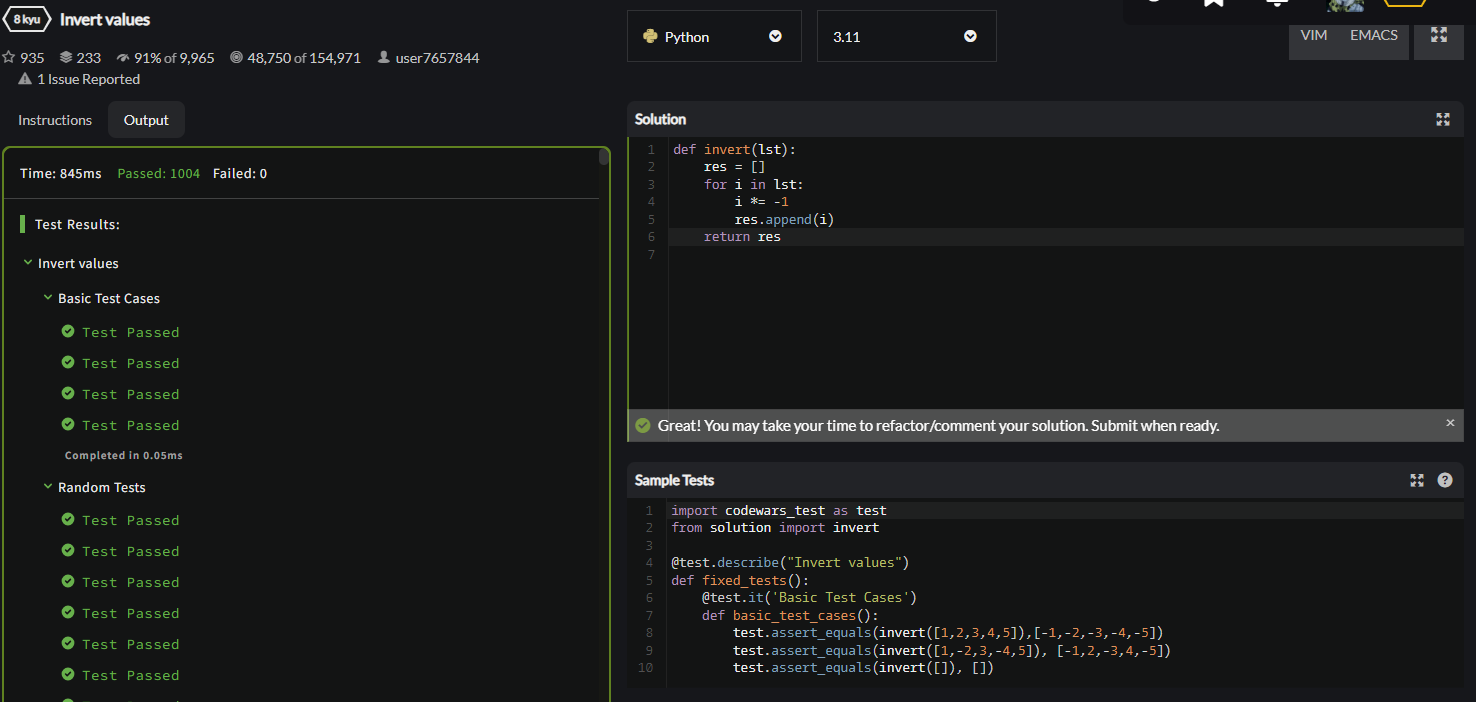 8 kyu Invert values
935 233 91% of 9,965 48,750 of 154,971 user7657844
1 Issue Reported
Python
3.11
VIM EMACS
Instructions Output
Time: 845ms Passed: 1004 Failed: 0
Test Results:
Invert values
Basic Test Cases
Test Passed
Test Passed
Test Passed
Test Passed
Completed in 0.05ms
Random Tests
Test Passed
Test Passed
Test Passed
Test Passed
Test Passed
Test Passed
Solution
1 def invert(lst):
2     res = []
3     for i in lst:
4         i *= -1
5         res.append(i)
6     return res
7
Great! You may take your time to refactor/comment your solution. Submit when ready.
Sample Tests
1 import codewars_test as test
2 from solution import invert
3
4 @test.describe("Invert values")
5 def fixed_tests():
6     @test.it('Basic Test Cases')
7     def basic_test_cases():
8         test.assert_equals(invert([1,2,3,4,5]),[-1,-2,-3,-4,-5])
9         test.assert_equals(invert([1,-2,3,-4,5]), [-1,2,-3,4,-5])
10         test.assert_equals(invert([]), [])